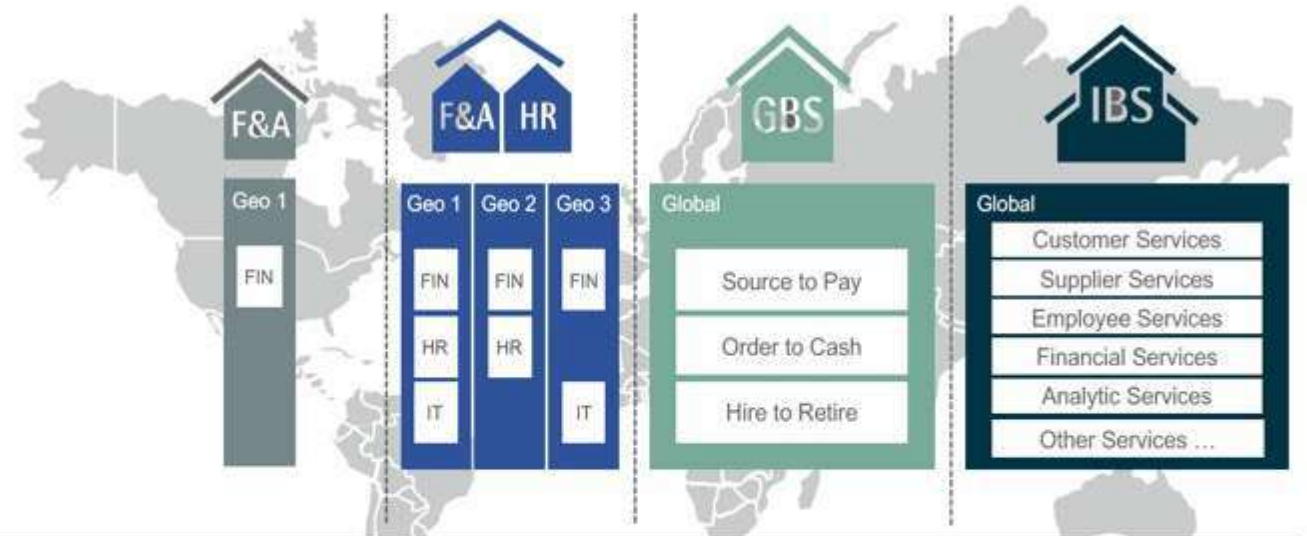 F&A
Geo 1
FIN
F&A HR
Geo 1 Geo 2 Geo 3
FIN FIN FIN
HR HR
IT IT
GBS
Global
Source to Pay
Order to Cash
Hire to Retire
IBS
Global
Customer Services
Supplier Services
Employee Services
Financial Services
Analytic Services
Other Services ...